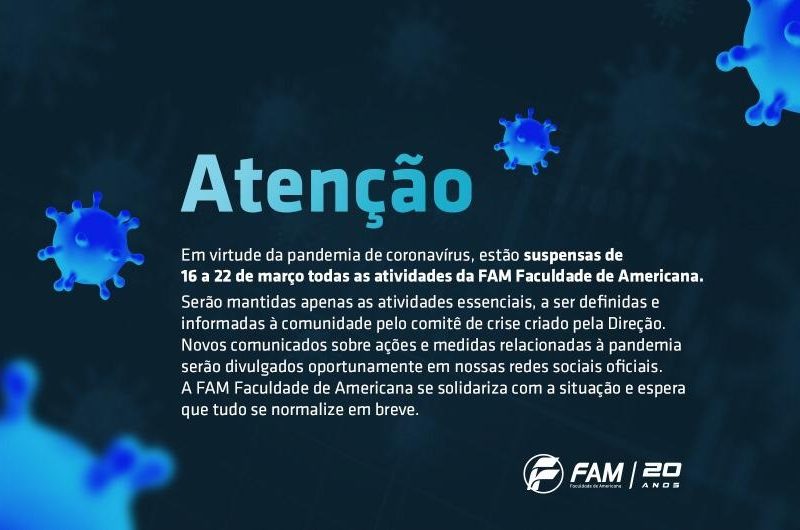 Atenção
Em virtude da pandemia de coronavírus, estão suspensas de
16 a 22 de março todas as atividades da FAM Faculdade de Americana.
Serão mantidas apenas as atividades essenciais, a ser definidas e
informadas à comunidade pelo comitê de crise criado pela Direção.
Novos comunicados sobre ações e medidas relacionadas à pandemia
serão divulgados oportunamente em nossas redes sociais oficiais.
A FAM Faculdade de Americana se solidariza com a situação e espera
que tudo se normalize em breve.
FAM | 20
Faculdade de Americana ANOS